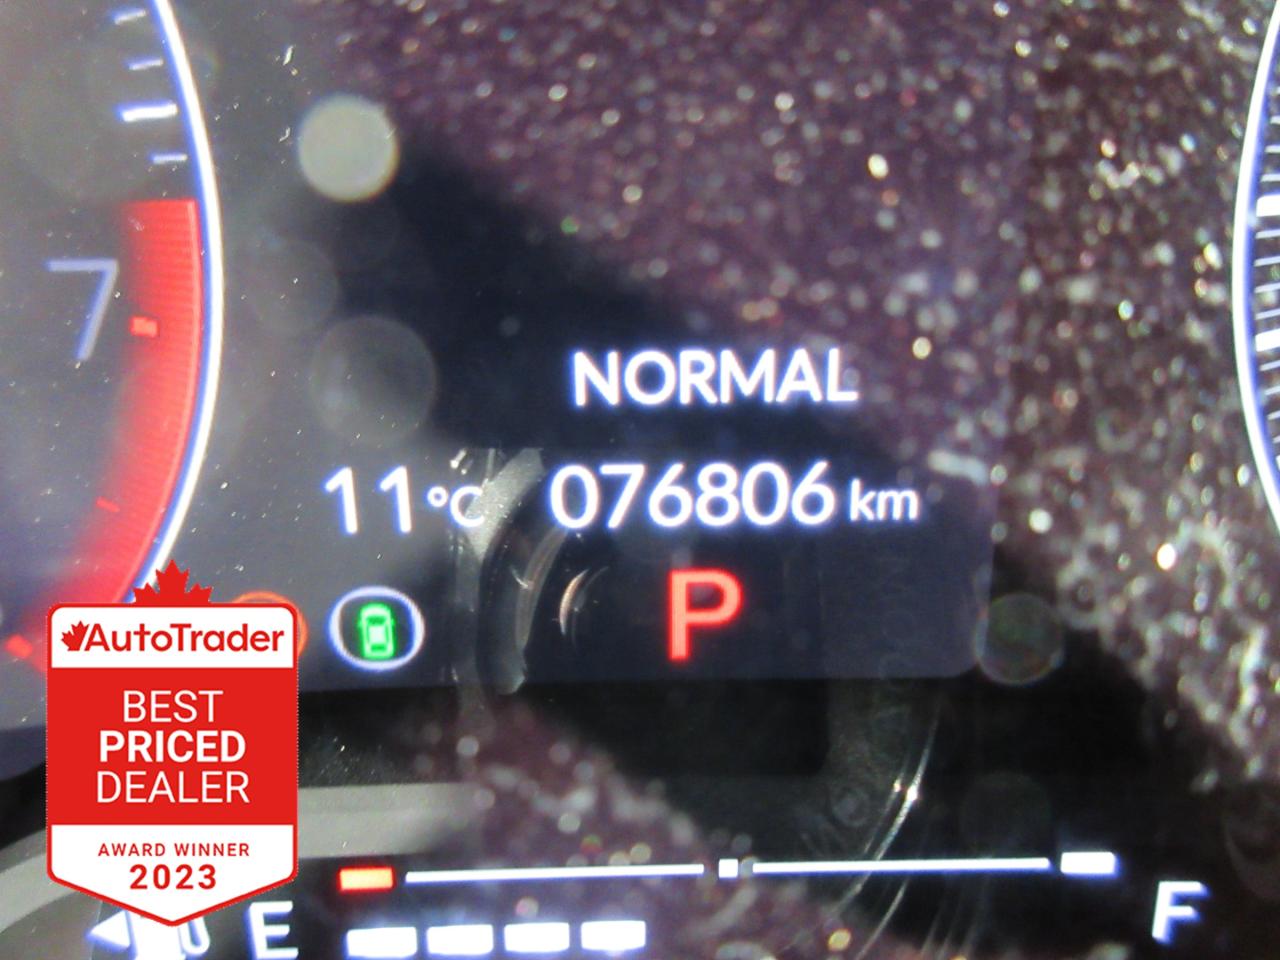 7
NORMAL
11°C 076806 km
P
AutoTrader
BEST
PRICED
DEALER
AWARD WINNER
2023
E
F